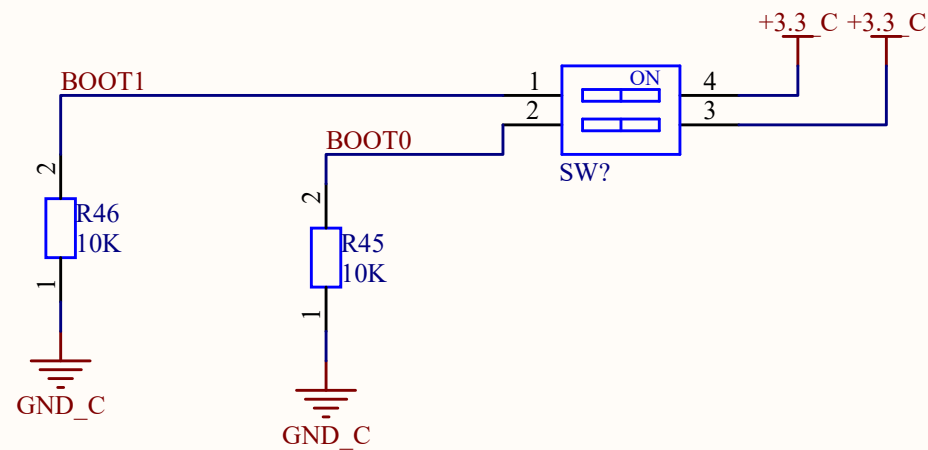 +3.3_C +3.3_C
BOOT1
1
ON
4
2
3
BOOT0
SW?
2
R46
10K
1
2
R45
10K
1
GND_C
GND_C